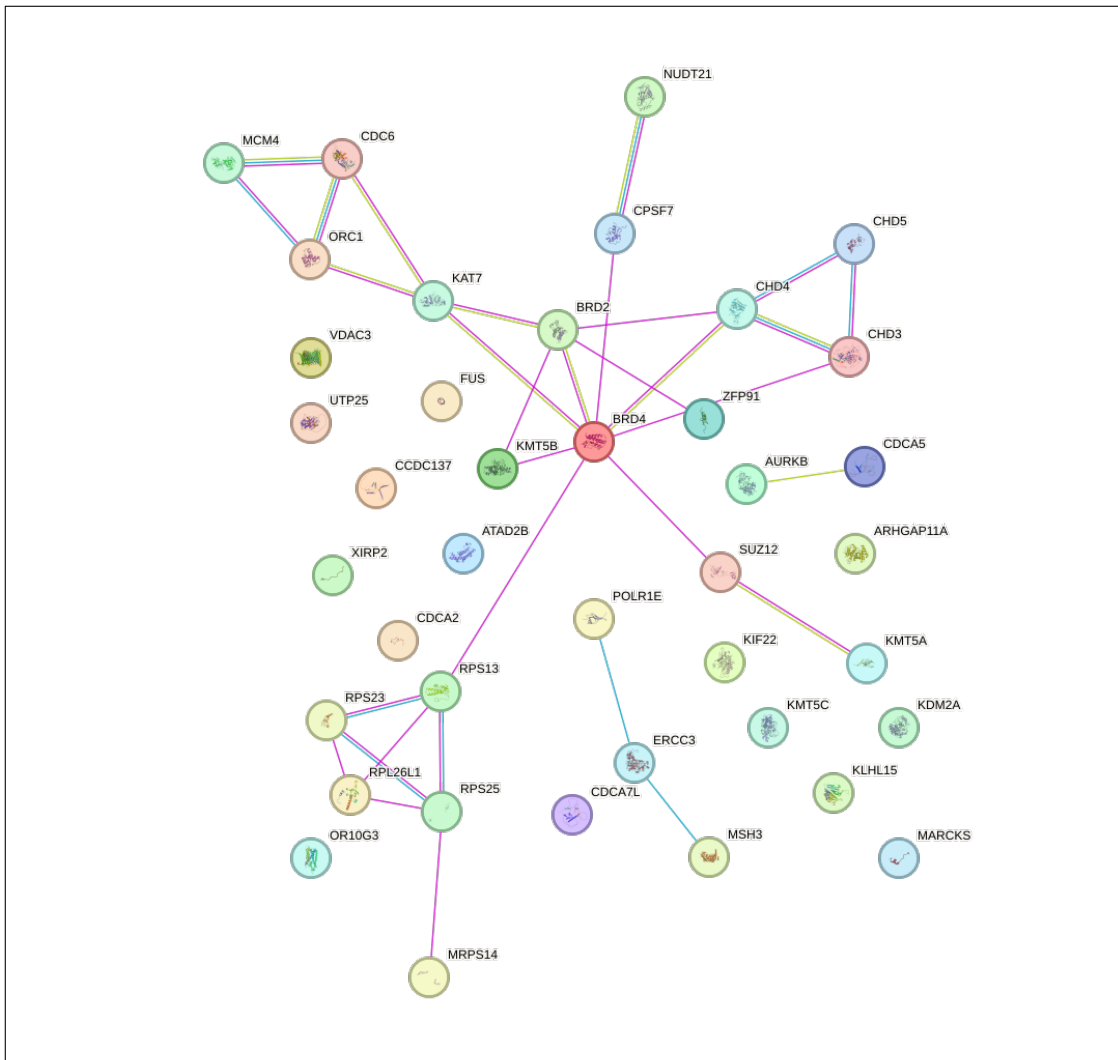 NUDT21
MCM4
CDC6
CPSF7
CHD5
ORC1
KAT7
CHD4
BRD2
VDAC3
CHD3
FUS
ZFP91
UTP25
BRD4
KMT5B
CDCA5
AURKB
CCDC137
ATAD2B
ARHGAP11A
SUZ12
XIRP2
POLR1E
CDCA2
KIF22
KMT5A
RPS13
RPS23
KMT5C
KDM2A
ERCC3
RPL26L1
RPS25
KLHL15
CDCA7L
OR10G3
MSH3
MARCKS
MRPS14